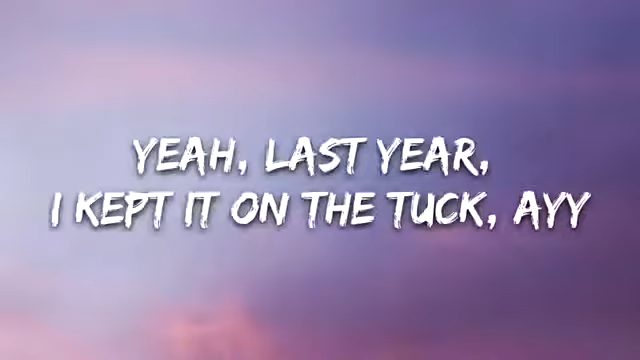 YEAH, LAST YEAR,
I KEPT IT ON THE TUCK, AYY